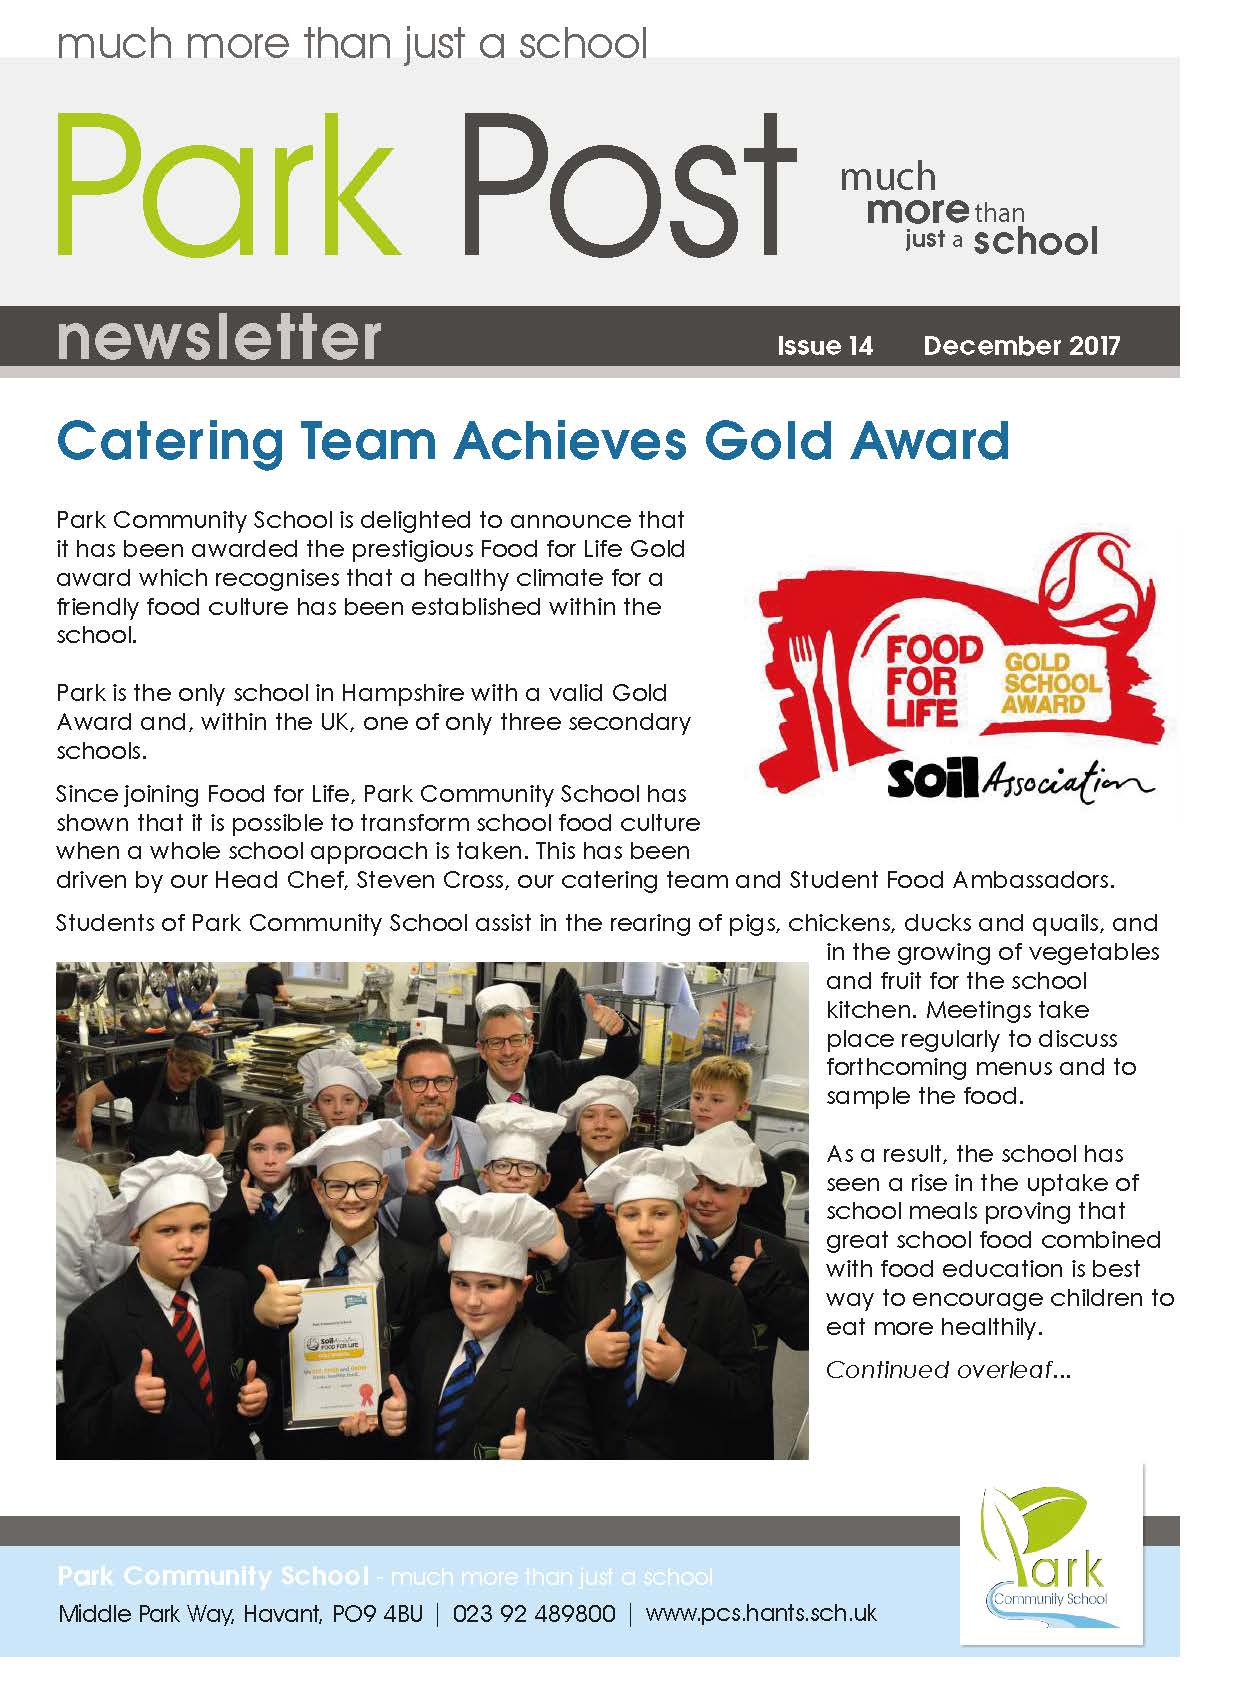 much more than just a school
Park Post
much
more than
just a school
newsletter
Issue 14 December 2017
Catering Team Achieves Gold Award
Park Community School is delighted to announce that
it has been awarded the prestigious Food for Life Gold
award which recognises that a healthy climate for a
friendly food culture has been established within the
school.
Park is the only school in Hampshire with a valid Gold
Award and, within the UK, one of only three secondary
schools.
Since joining Food for Life, Park Community School has
shown that it is possible to transform school food culture
when a whole school approach is taken. This has been
driven by our Head Chef, Steven Cross, our catering team and Student Food Ambassadors.
FOOD
FOR
LIFE
GOLD
SCHOOL
AWARD
Soil Association
Students of Park Community School assist in the rearing of pigs, chickens, ducks and quails, and
in the growing of vegetables
and fruit for the school
kitchen. Meetings take
place regularly to discuss
forthcoming menus and to
sample the food.
As a result, the school has
seen a rise in the uptake of
school meals proving that
great school food combined
with food education is best
way to encourage children to
eat more healthily.
Continued overleaf...
Soil Association
FOOD FOR LIFE
Park Community School - much more than just a school
Middle Park Way, Havant, PO9 4BU | 023 92 489800 | www.pcs.hants.sch.uk
Park
Community School